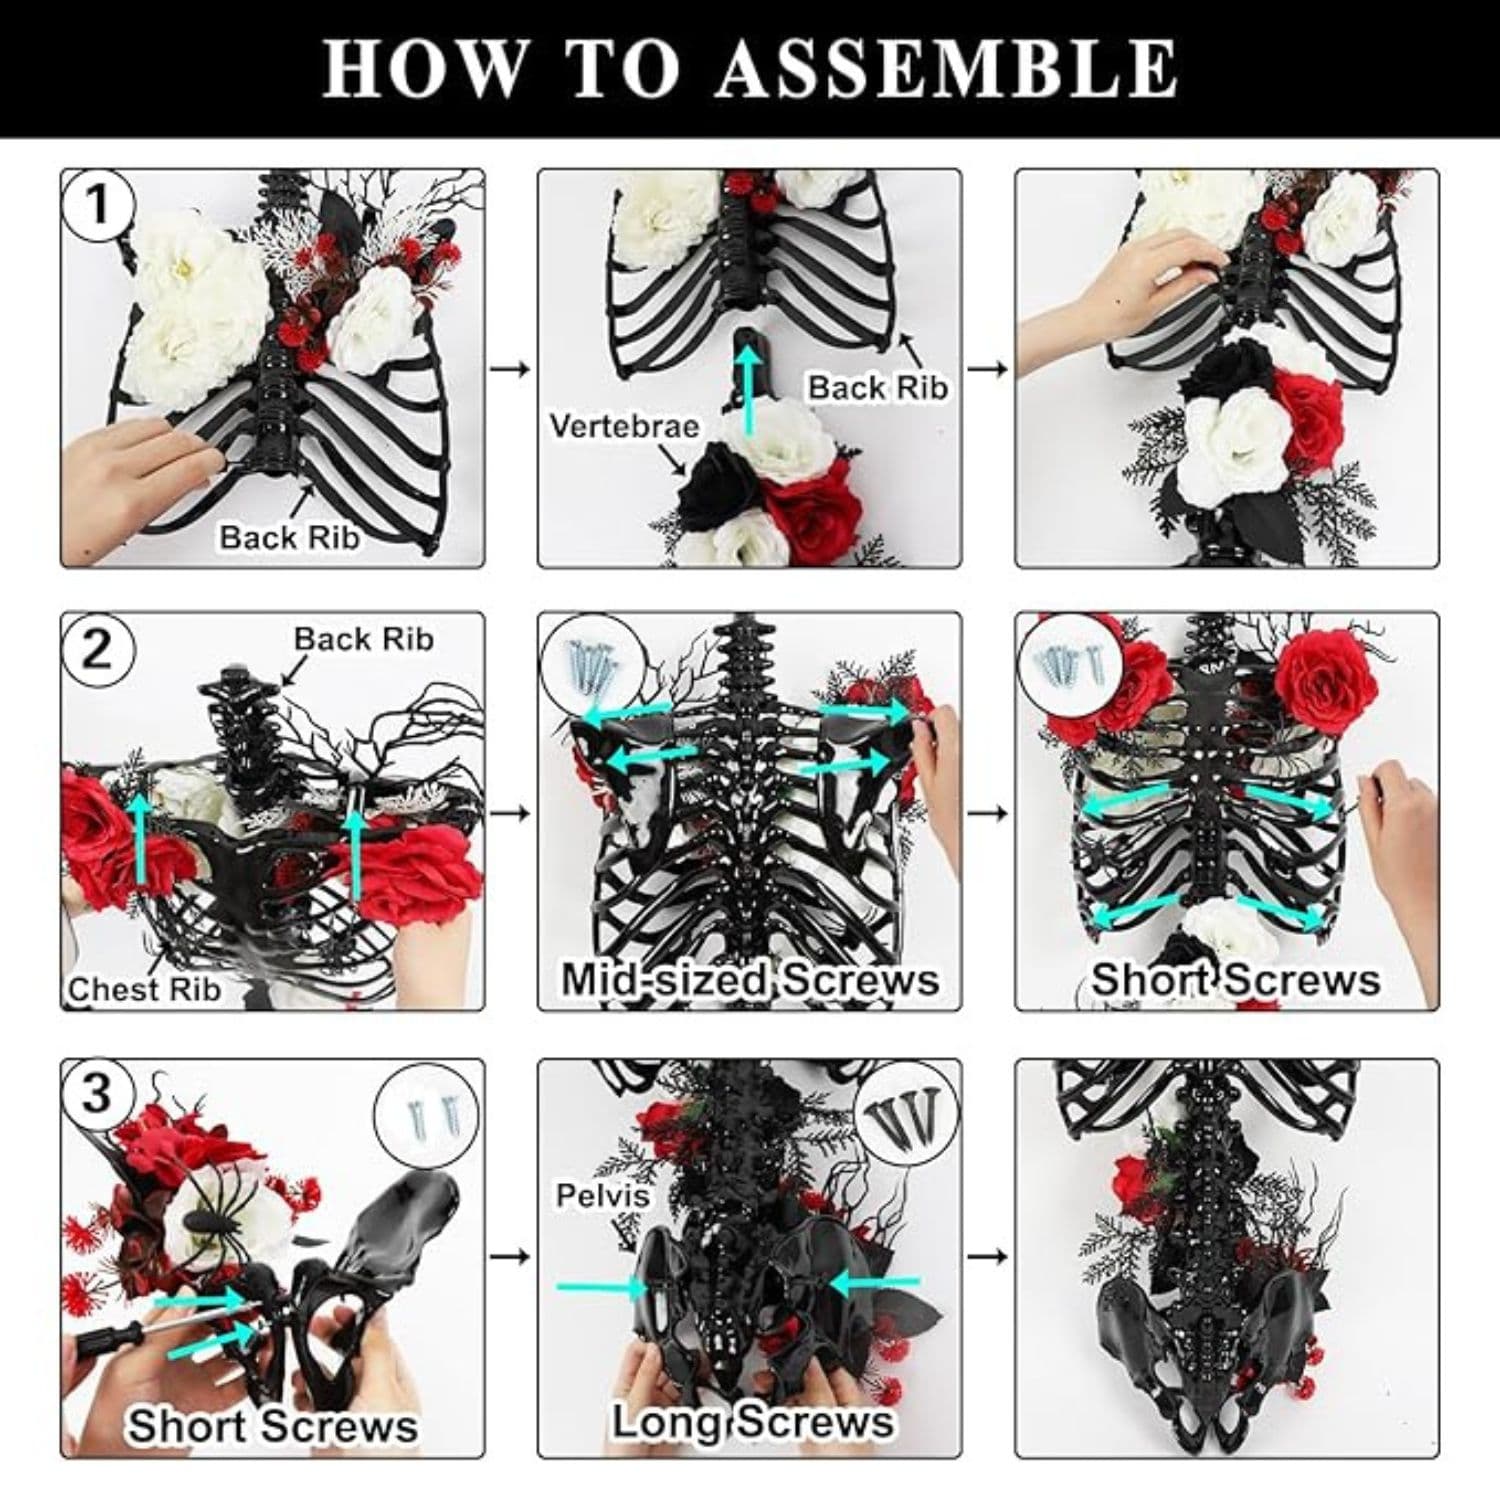 HOW TO ASSEMBLE
1
Back Rib
Vertebrae
Back Rib
2
Back Rib
Chest Rib
Mid-sized Screws
Short Screws
3
Short Screws
Pelvis
Long Screws